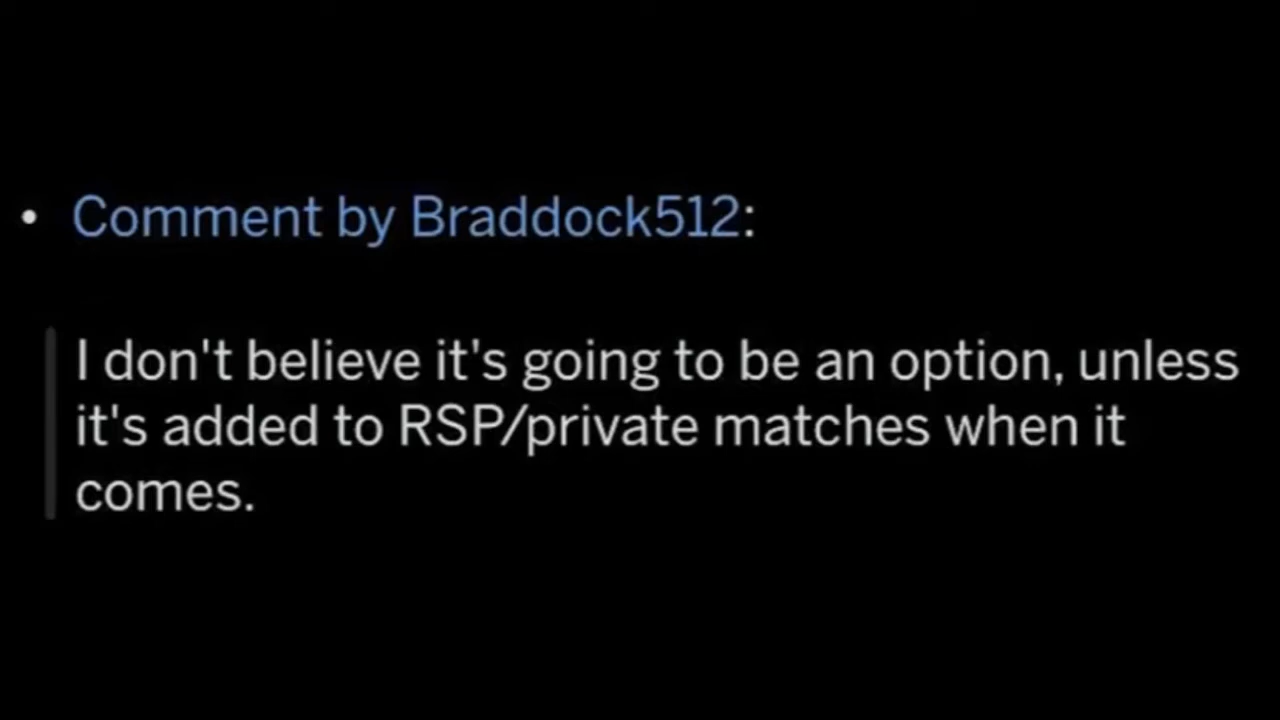 • Comment by Braddock512:
I don't believe it's going to be an option, unless
it's added to RSP/private matches when it
comes.